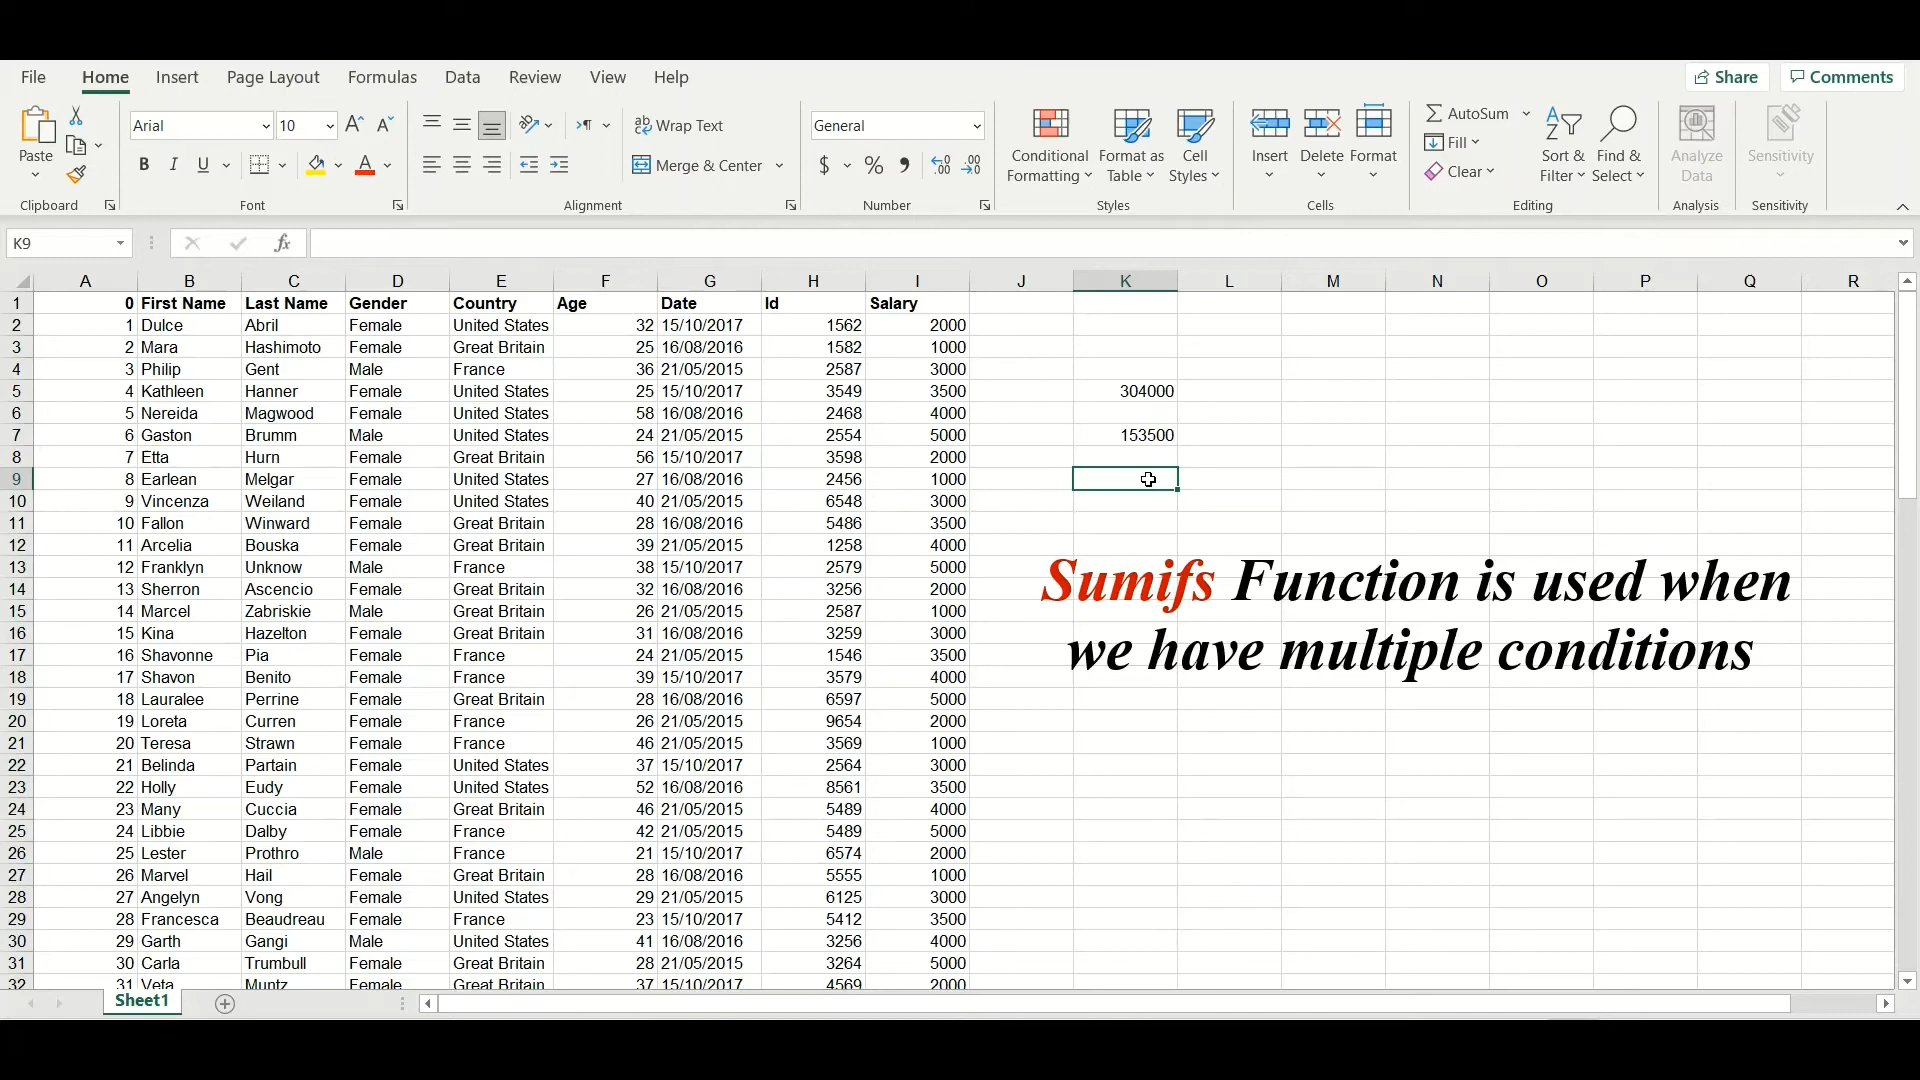 File Home Insert Page Layout Formulas Data Review View Help Share Comments
Arial 10 Wrap Text General AutoSum
Paste B I U Merge & Center $ % Conditional Formatting Format as Table Cell Styles Insert Delete Format Fill Clear Sort & Filter Find & Select Analyze Data Sensitivity
Clipboard Font Alignment Number Styles Cells Editing Analysis Sensitivity
K9 fx
A B C D E F G H I J K L M N O P Q R
1 0 First Name Last Name Gender Country Age Date Id Salary
2 1 Dulce Abril Female United States 32 15/10/2017 1562 2000
3 2 Mara Hashimoto Female Great Britain 25 16/08/2016 1582 1000
4 3 Philip Gent Male France 36 21/05/2015 2587 3000
5 4 Kathleen Hanner Female United States 25 15/10/2017 3549 3500 304000
6 5 Nereida Magwood Female United States 58 16/08/2016 2468 4000
7 6 Gaston Brumm Male United States 24 21/05/2015 2554 5000 153500
8 7 Etta Hurn Female Great Britain 56 15/10/2017 3598 2000
9 8 Earlean Melgar Female United States 27 16/08/2016 2456 1000
10 9 Vincenza Weiland Female United States 40 21/05/2015 6548 3000
11 10 Fallon Winward Female Great Britain 28 16/08/2016 5486 3500
12 11 Arcelia Bouska Female Great Britain 39 21/05/2015 1258 4000
13 12 Franklyn Unknow Male France 38 15/10/2017 2579 5000
14 13 Sherron Ascencio Female Great Britain 32 16/08/2016 3256 2000
15 14 Marcel Zabriskie Male Great Britain 26 21/05/2015 2587 1000
16 15 Kina Hazelton Female Great Britain 31 16/08/2016 3259 3000
17 16 Shavonne Pia Female France 24 21/05/2015 1546 3500
18 17 Shavon Benito Female France 39 15/10/2017 3579 4000
19 18 Lauralee Perrine Female Great Britain 28 16/08/2016 6597 5000
20 19 Loreta Curren Female France 26 21/05/2015 9654 2000
21 20 Teresa Strawn Female France 46 21/05/2015 3569 1000
22 21 Belinda Partain Female United States 37 15/10/2017 2564 3000
23 22 Holly Eudy Female United States 52 16/08/2016 8561 3500
24 23 Many Cuccia Female Great Britain 46 21/05/2015 5489 4000
25 24 Libbie Dalby Female France 42 21/05/2015 5489 5000
26 25 Lester Prothro Male France 21 15/10/2017 6574 2000
27 26 Marvel Hail Female Great Britain 28 16/08/2016 5555 1000
28 27 Angelyn Vong Female United States 29 21/05/2015 6125 3000
29 28 Francesca Beaudreau Female France 23 15/10/2017 5412 3500
30 29 Garth Gangi Male United States 41 16/08/2016 3256 4000
31 30 Carla Trumbull Female Great Britain 28 21/05/2015 3264 5000
32 31 Veta Muntz Female Great Britain 37 15/10/2017 4569 2000
Sumifs Function is used when
we have multiple conditions
Sheet1